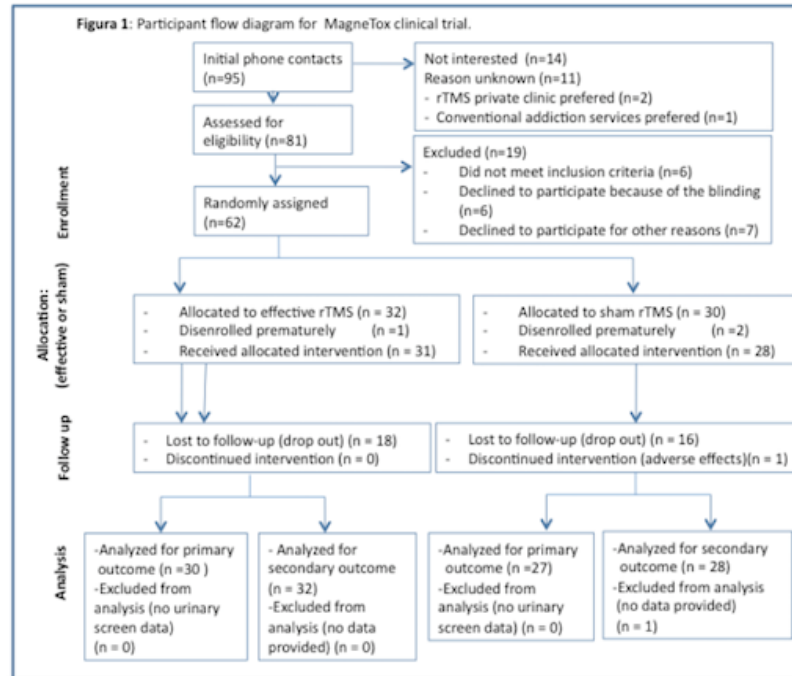 Figura 1: Participant flow diagram for MagneTox clinical trial.
Initial phone contacts
(n=95)
Not interested (n=14)
Reason unknown (n=11)
- rTMS private clinic prefered (n=2)
- Conventional addiction services prefered (n=1)
Assessed for
eligibility (n=81)
Excluded (n=19)
- Did not meet inclusion criteria (n=6)
- Declined to participate because of the blinding
(n=6)
- Declined to participate for other reasons (n=7)
Enrollment
Randomly assigned
(n=62)
Allocation:
(effective or sham)
- Allocated to effective rTMS (n = 32)
- Disenrolled prematurely (n =1)
- Received allocated intervention (n = 31)
- Allocated to sham rTMS (n = 30)
- Disenrolled prematurely (n =2)
- Received allocated intervention (n = 28)
Follow up
- Lost to follow-up (drop out) (n = 18)
- Discontinued intervention (n = 0)
- Lost to follow-up (drop out) (n = 16)
- Discontinued intervention (adverse effects)(n = 1)
Analysis
-Analyzed for primary
outcome (n =30 )
-Excluded from
analysis (no urinary
screen data)
(n = 0)
- Analyzed for
secondary outcome
(n = 32)
-Excluded from
analysis (no data
provided) (n = 0)
-Analyzed for primary
outcome (n =27)
-Excluded from
analysis (no urinary
screen data) (n = 0)
-Analyzed for secondary
outcome (n = 28)
-Excluded from analysis
(no data provided)
(n = 1)